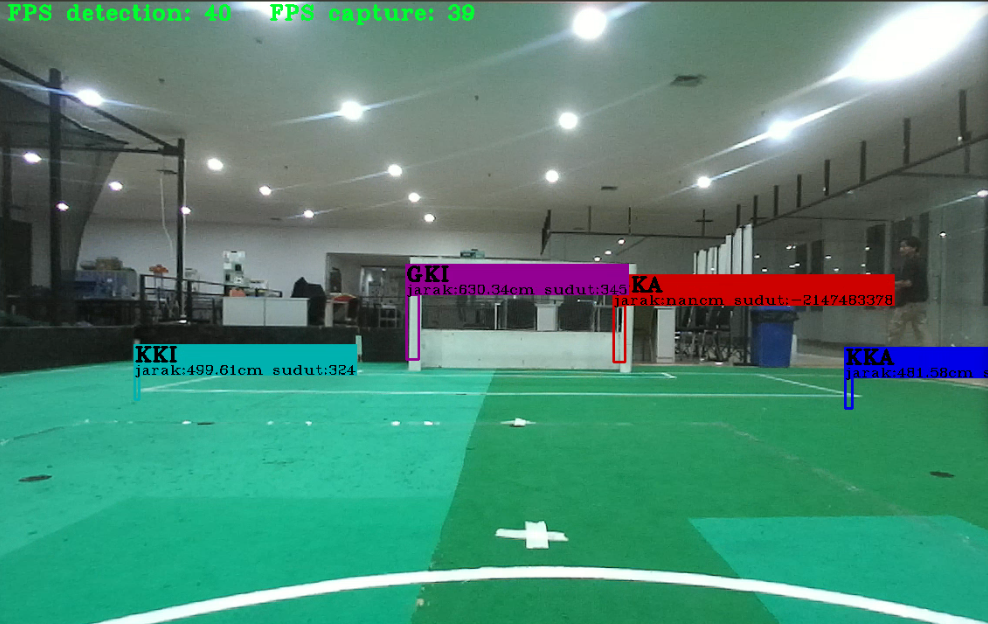 FPS detection: 40 FPS capture: 39
GKI
jarak:630.34cm sudut:345
KA
jarak:nancm sudut:-2147483378
KKI
jarak:499.61cm sudut:324
KKA
jarak:481.58cm s